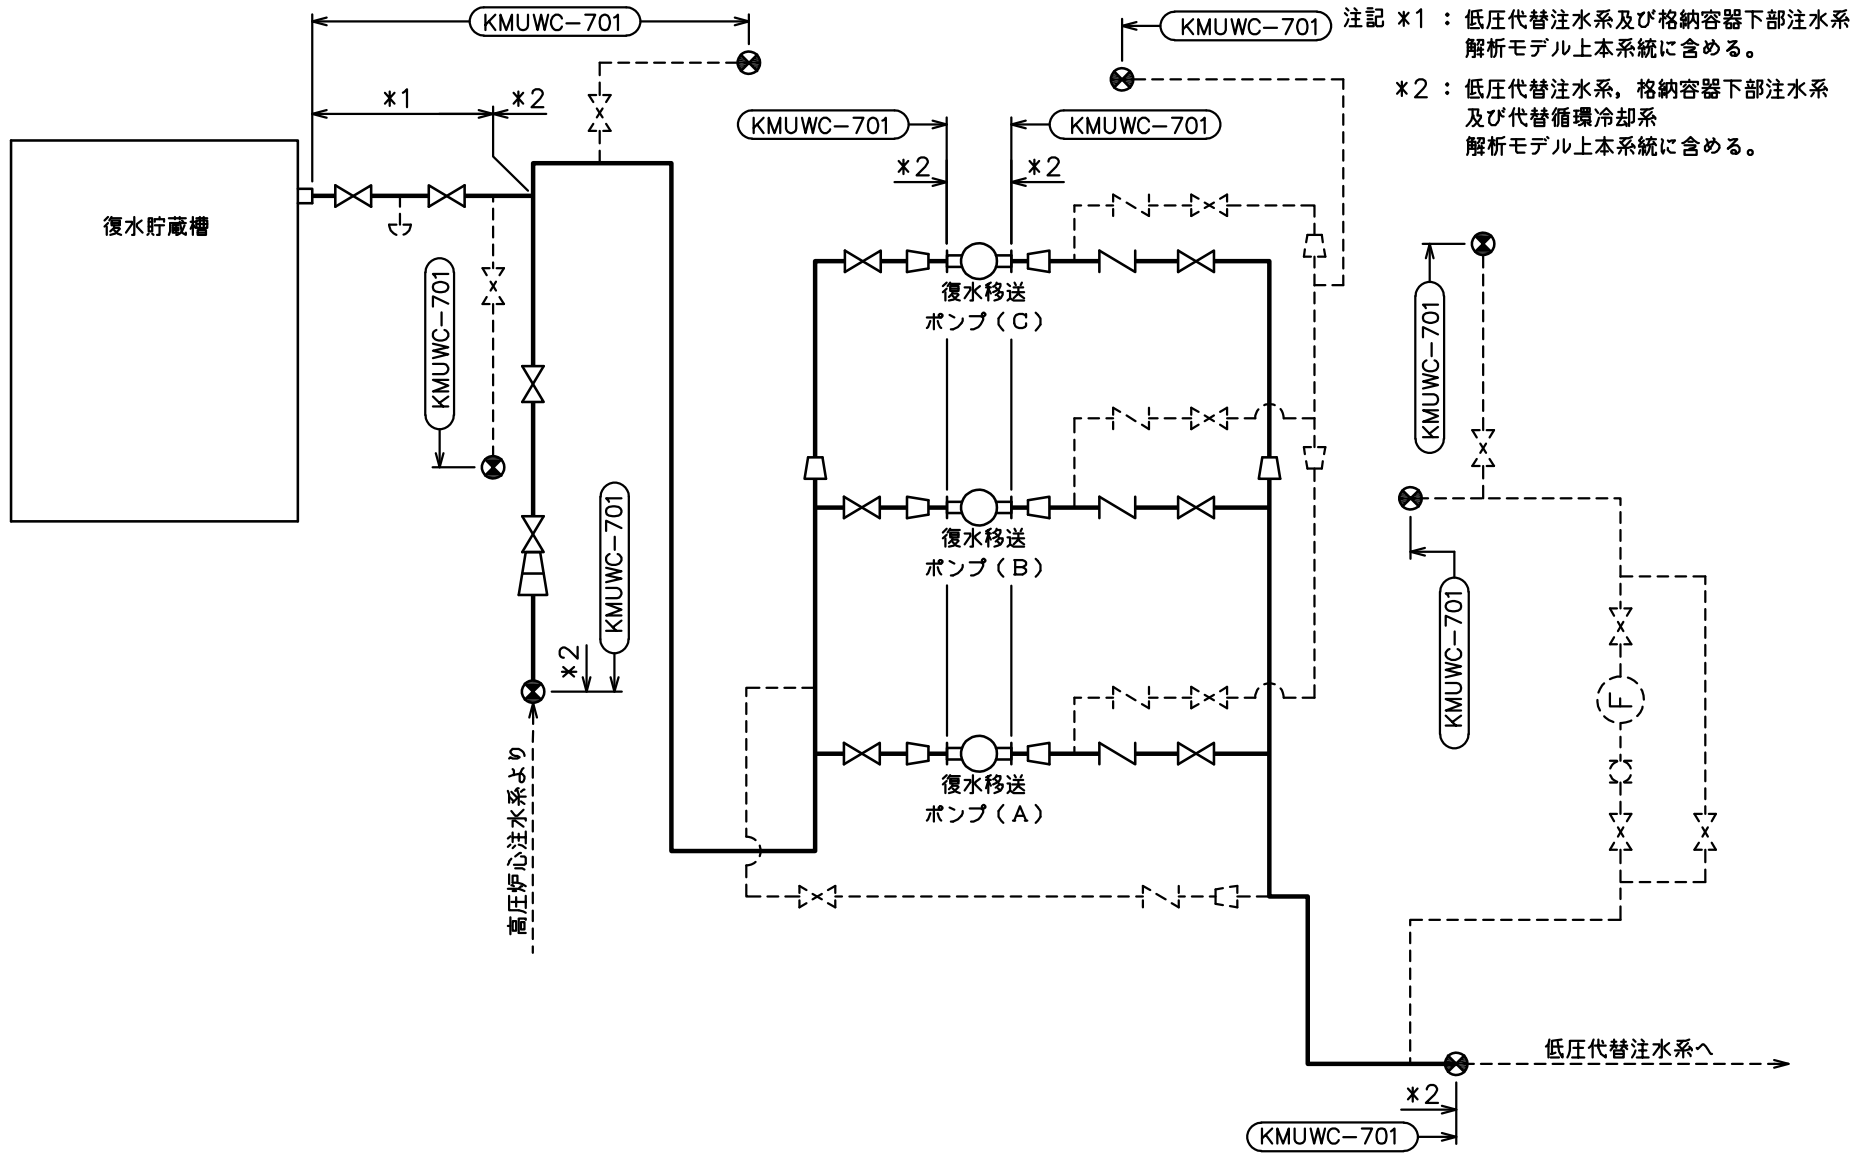 KMUWC-701
KMUWC-701
注記 *1 : 低圧代替注水系及び格納容器下部注水系
解析モデル上本系統に含める。
*2 : 低圧代替注水系，格納容器下部注水系
及び代替循環冷却系
解析モデル上本系統に含める。
*1
*2
KMUWC-701
KMUWC-701
*2
*2
復水貯蔵槽
KMUWC-701
復水移送
ポンプ(C)
KMUWC-701
KMUWC-701
復水移送
ポンプ(B)
KMUWC-701
*2
F
復水移送
ポンプ(A)
高圧炉心注水系より
低圧代替注水系へ
*2
KMUWC-701